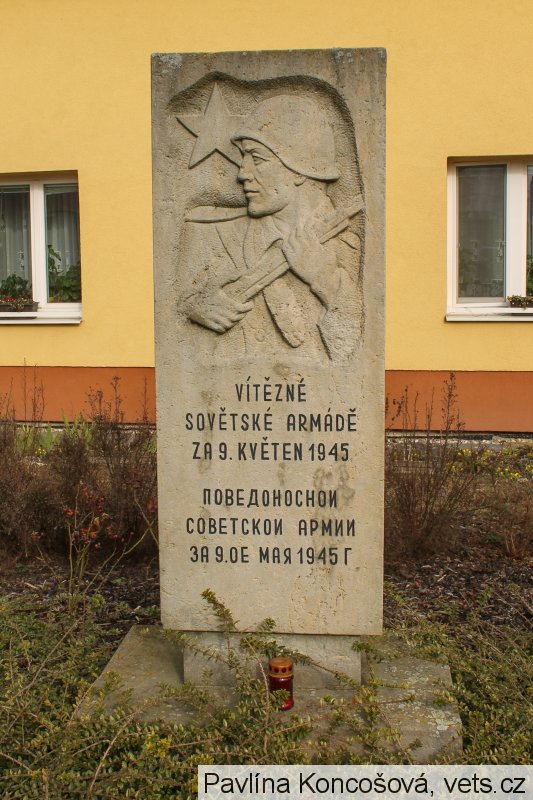 VÍTĚZNÉ
SOVĚTSKÉ ARMÁDĚ
ZA 9. KVĚTEN 1945
ПОВЕДОНОСНОИ
СОВЕТСКОИ АРМИИ
ЗА 9.ОЕ МАЯ 1945 Г
Pavlína Koncošová, vets.cz